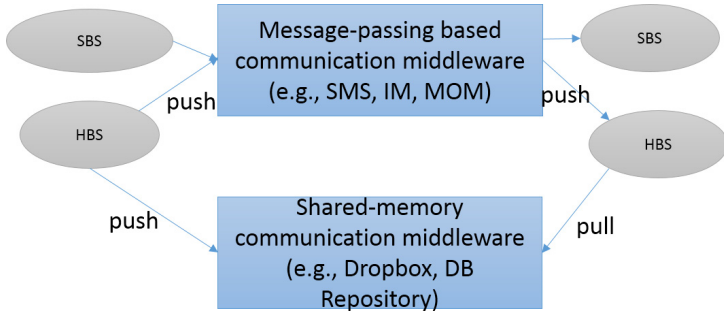 SBS
Message-passing based
communication middleware
(e.g., SMS, IM, MOM)
SBS
push
push
HBS
HBS
push
Shared-memory
communication middleware
(e.g., Dropbox, DB
Repository)
pull